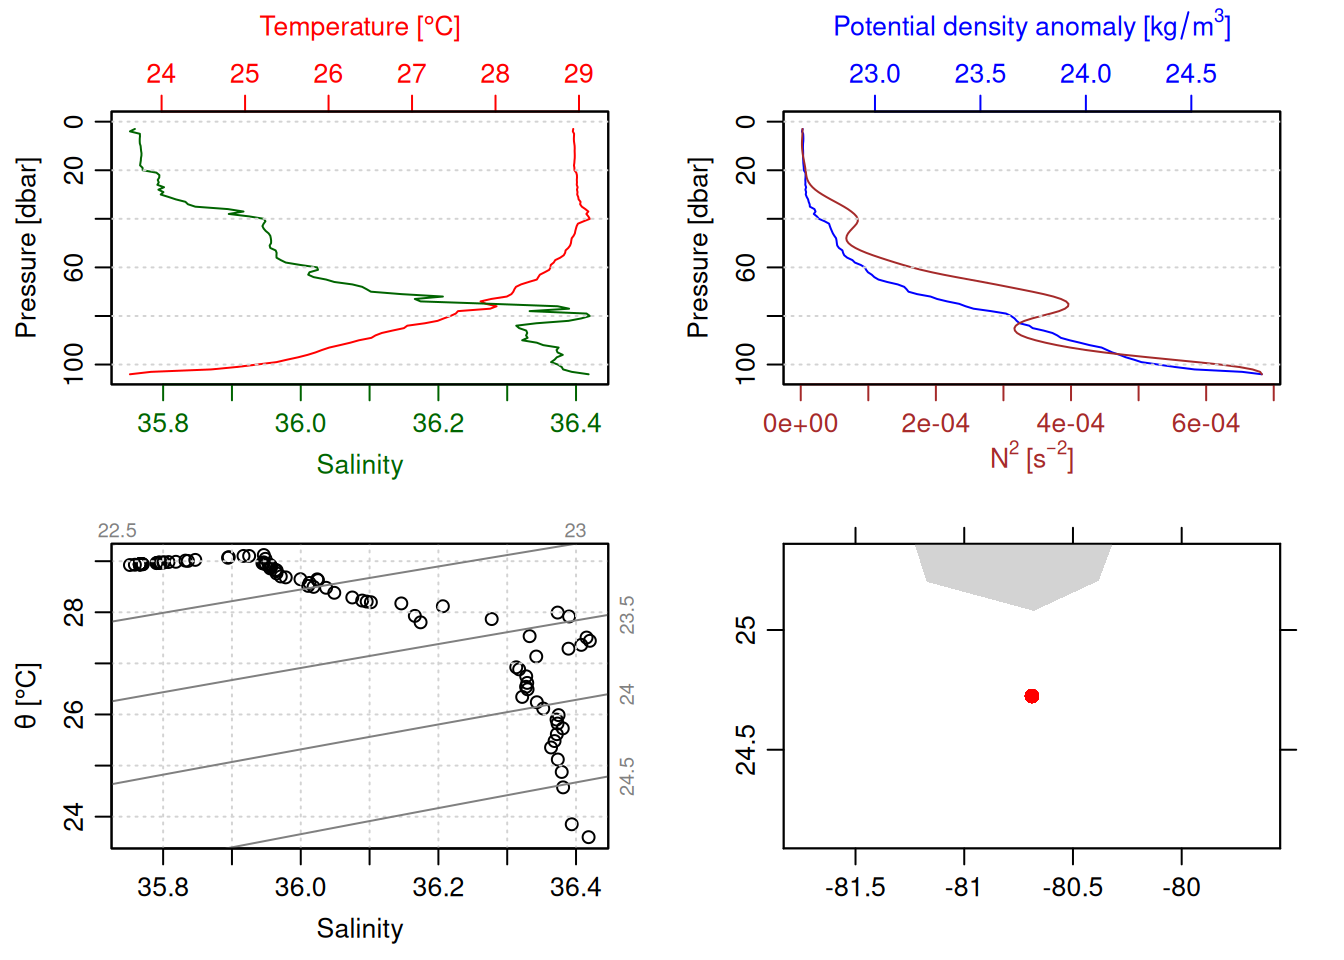 Temperature [°C]
24 25 26 27 28 29
Pressure [dbar]
0
20
60
100
35.8 36.0 36.2 36.4
Salinity
Potential density anomaly [kg/m³]
23.0 23.5 24.0 24.5
Pressure [dbar]
0
20
60
100
0e+00 2e-04 4e-04 6e-04
N² [s⁻²]
22.5 23
23.5
24
24.5
θ [°C]
28
26
24
35.8 36.0 36.2 36.4
Salinity
25
24.5
-81.5 -81 -80.5 -80